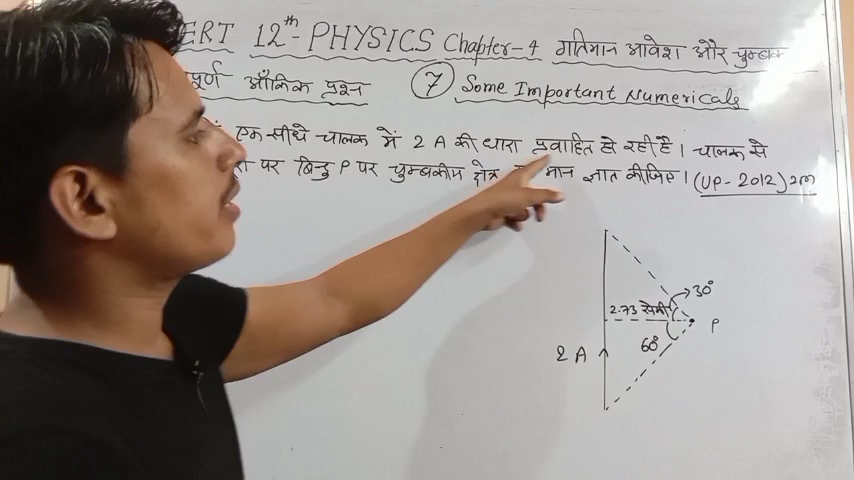 ERT 12th PHYSICS Chapter-4 गतिमान आवेश और चुम्बक
पूर्ण आँकिक प्रश्न (7) Some Important Numericals
एक सीधे चालक में 2 A की धारा प्रवाहित हो रही है। चालक से
पर बिन्दु P पर चुम्बकीय क्षेत्र मान ज्ञात कीजिए। (UP-2012) 2m
30°
2.73 सेमी
P
60°
2 A